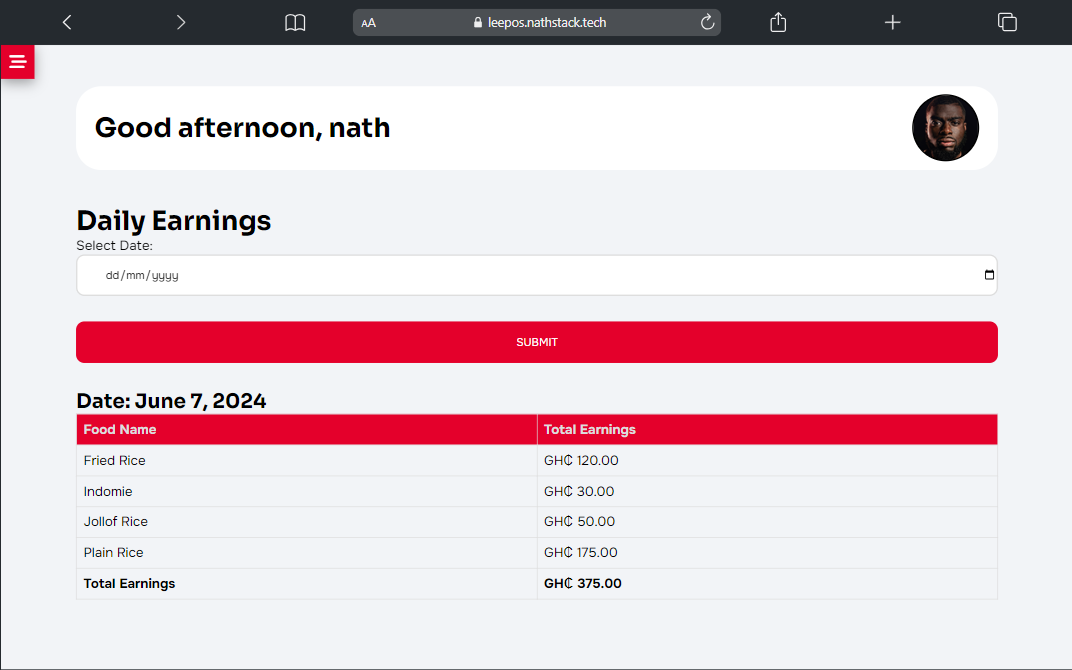 AA leepos.nathstack.tech
Good afternoon, nath
Daily Earnings
Select Date:
dd/mm/yyyy
SUBMIT
Date: June 7, 2024
Food Name Total Earnings
Fried Rice GH₵ 120.00
Indomie GH₵ 30.00
Jollof Rice GH₵ 50.00
Plain Rice GH₵ 175.00
Total Earnings GH₵ 375.00